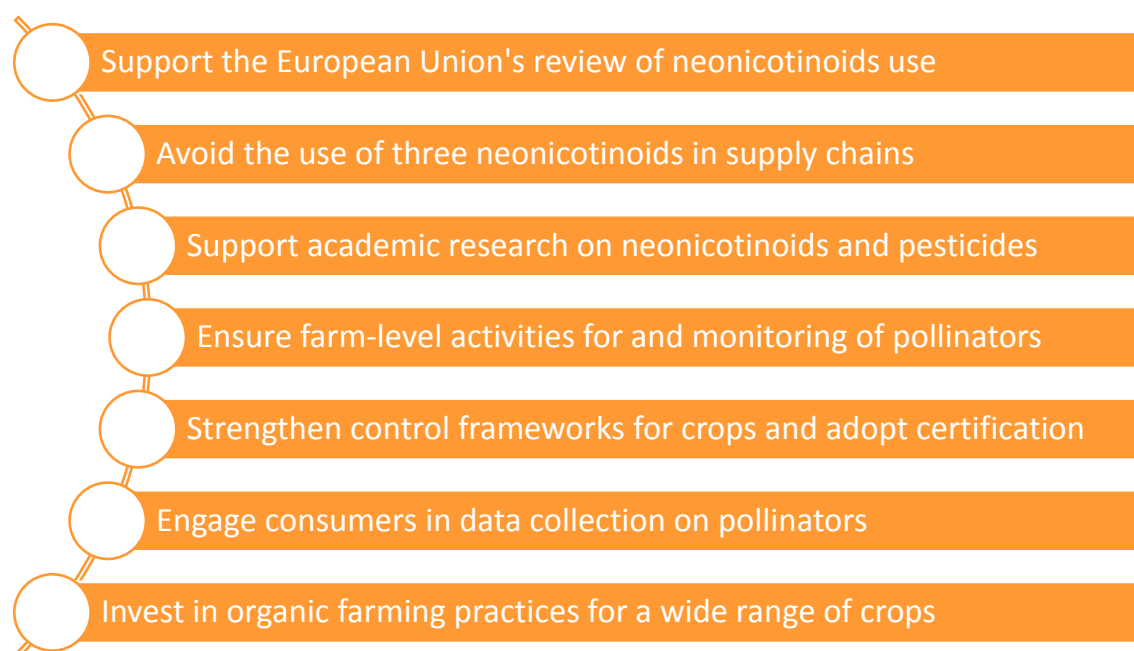 Support the European Union's review of neonicotinoids use
Avoid the use of three neonicotinoids in supply chains
Support academic research on neonicotinoids and pesticides
Ensure farm-level activities for and monitoring of pollinators
Strengthen control frameworks for crops and adopt certification
Engage consumers in data collection on pollinators
Invest in organic farming practices for a wide range of crops